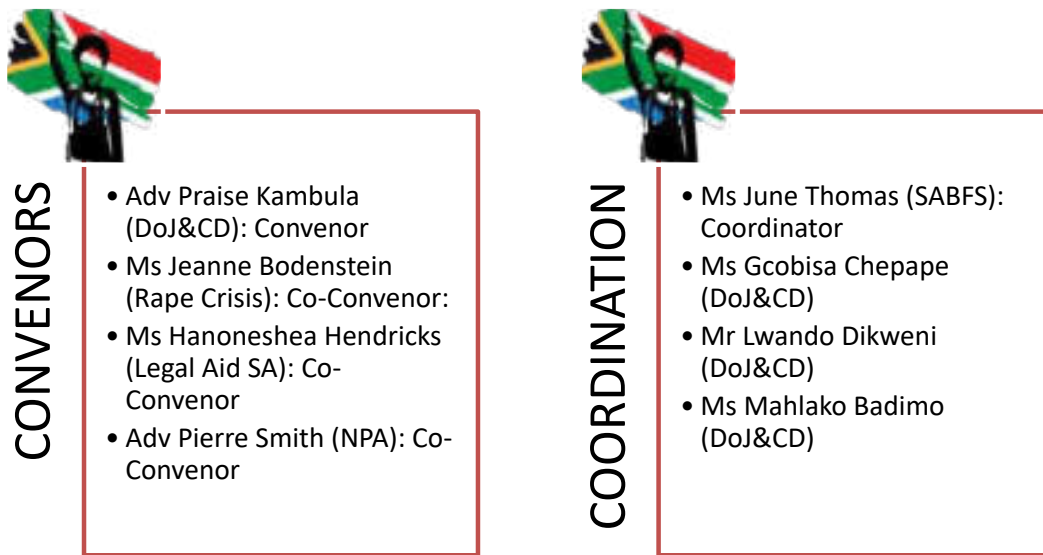 CONVENORS
• Adv Praise Kambula
(DoJ&CD): Convenor
• Ms Jeanne Bodenstein
(Rape Crisis): Co-Convenor:
• Ms Hanoneshea Hendricks
(Legal Aid SA): Co-
Convenor
• Adv Pierre Smith (NPA): Co-
Convenor
COORDINATION
• Ms June Thomas (SABFS):
Coordinator
• Ms Gcobisa Chepape
(DoJ&CD)
• Mr Lwando Dikweni
(DoJ&CD)
• Ms Mahlako Badimo
(DoJ&CD)